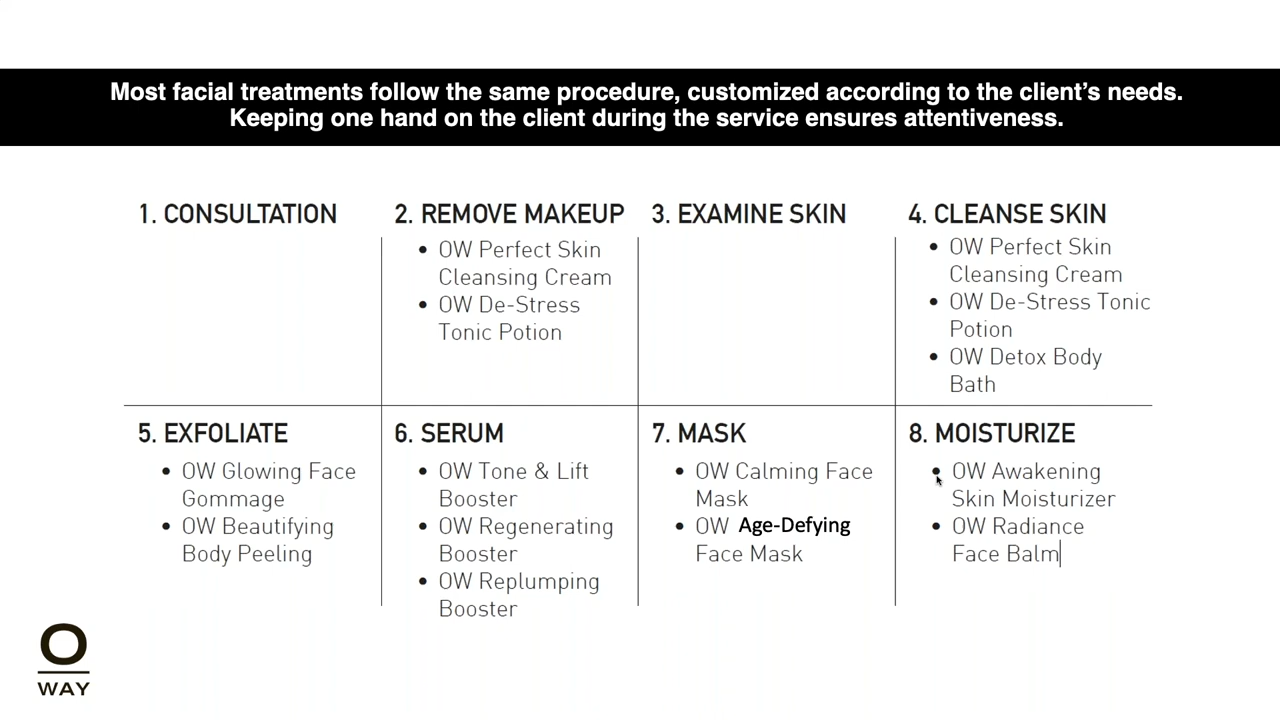 Most facial treatments follow the same procedure, customized according to the client's needs.
Keeping one hand on the client during the service ensures attentiveness.
1. CONSULTATION
2. REMOVE MAKEUP
• OW Perfect Skin
Cleansing Cream
• OW De-Stress
Tonic Potion
3. EXAMINE SKIN
4. CLEANSE SKIN
• OW Perfect Skin
Cleansing Cream
• OW De-Stress Tonic
Potion
• OW Detox Body
Bath
5. EXFOLIATE
• OW Glowing Face
Gommage
• OW Beautifying
Body Peeling
6. SERUM
• OW Tone & Lift
Booster
• OW Regenerating
Booster
• OW Replumping
Booster
7. MASK
• OW Calming Face
Mask
• OW Age-Defying
Face Mask
8. MOISTURIZE
• OW Awakening
Skin Moisturizer
• OW Radiance
Face Balm
O
WAY